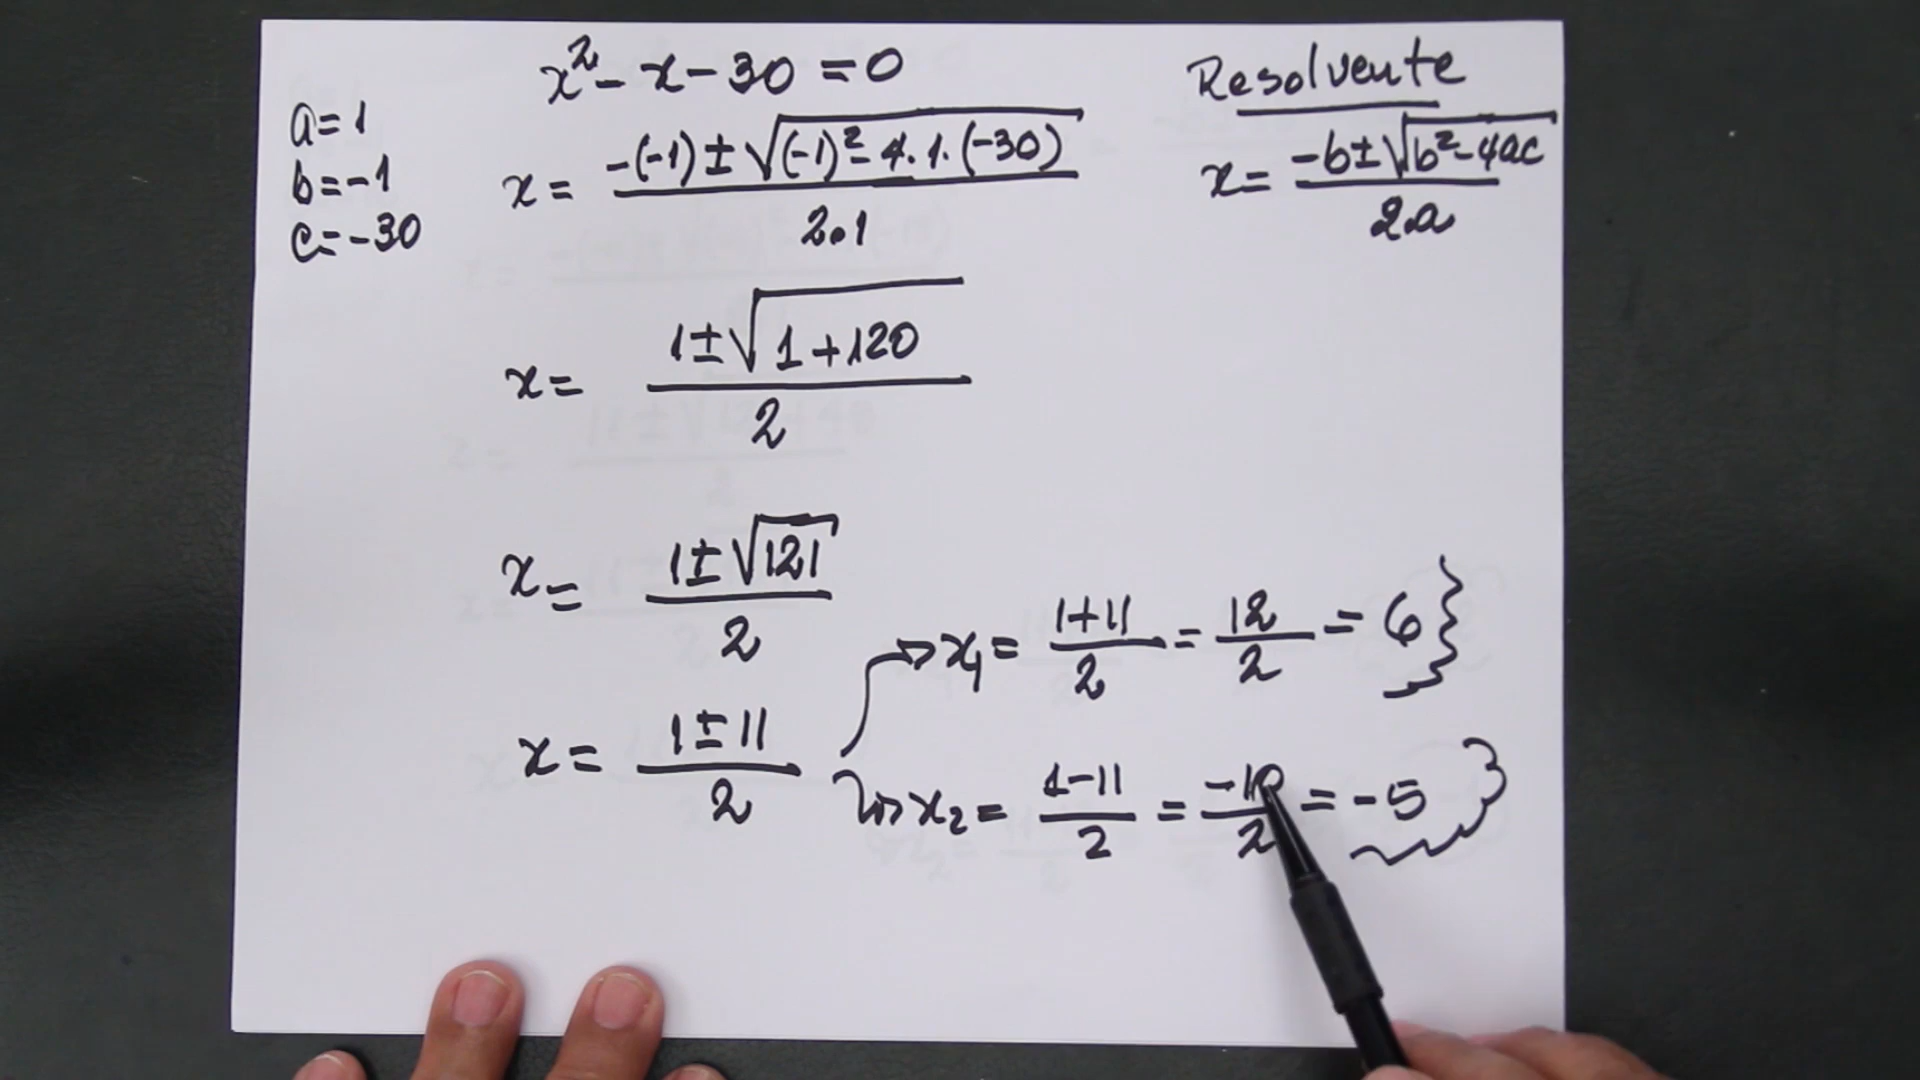 x² - x - 30 = 0
a = 1
b = -1
c = -30
x = (-(-1) ± √((-1)² - 4 . 1 . (-30))) / (2 . 1)
x = (1 ± √(1 + 120)) / 2
x = (1 ± √121) / 2
x = (1 ± 11) / 2
x₁ = (1 + 11) / 2 = 12 / 2 = 6
x₂ = (1 - 11) / 2 = -10 / 2 = -5
Resolvente
x = (-b ± √(b² - 4ac)) / (2.a)